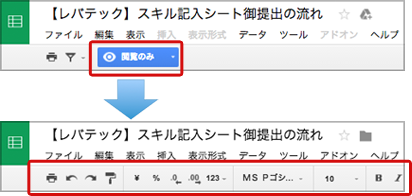 【レバテック】スキル記入シート御提出の流れ
ファイル 編集 表示 挿入 表示形式 データ ツール アドオン ヘルプ
閲覧のみ
【レバテック】スキル記入シート御提出の流れ
ファイル 編集 表示 挿入 表示形式 データ ツール アドオン ヘルプ
¥ % .0 .00 123 MS Pゴシ... 10 B I